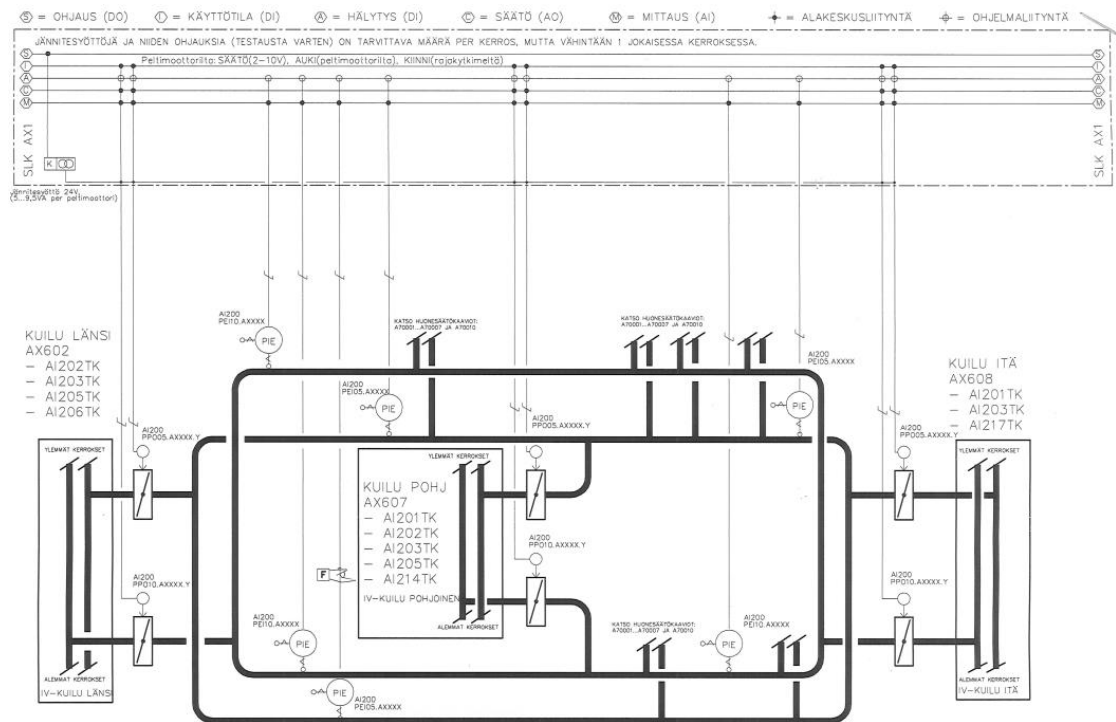 Ⓢ = OHJAUS (DO) Ⓘ = KÄYTTÖTILA (DI) Ⓐ = HÄLYTYS (DI) Ⓒ = SÄÄTÖ (AO) Ⓜ = MITTAUS (AI) = ALAKESKUSLIITYNTÄ = OHJELMALIITYNTÄ
JÄNNITESYÖTTÖJÄ JA NIIDEN OHJAUKSIA (TESTAUSTA VARTEN) ON TARVITTAVA MÄÄRÄ PER KERROS, MUTTA VÄHINTÄÄN 1 JOKAISESSA KERROKSESSA.
Peltimoottorilta: SÄÄTÖ(2-10V), AUKI(peltimoottorilta), KIINNI(rajakytkimeltä)
S
I
A
C
M
S
I
A
C
M
SLK AX1
SLK AX1
K
Jännitesyöttö 24V
(5...9,5VA per peltimoottori)
KUILU LÄNSI
AX602
- AI202TK
- AI203TK
- AI205TK
- AI206TK
AI200
PEI10.AXXXX
PIE
AI200
PEI05.AXXXX
PIE
KATSO HUONESÄÄTÖKAAVIOT:
A70001...A70007 JA A70010
KATSO HUONESÄÄTÖKAAVIOT:
A70001...A70007 JA A70010
AI200
PEI05.AXXXX
PIE
KUILU ITÄ
AX608
- AI201TK
- AI203TK
- AI217TK
AI200
PP005.AXXXX.Y
AI200
PP005.AXXXX.Y
AI200
PP005.AXXXX.Y
YLEMMÄT KERROKSET
YLEMMÄT KERROKSET
YLEMMÄT KERROKSET
KUILU POHJ
AX607
- AI201TK
- AI202TK
- AI203TK
- AI205TK
- AI214TK
F
IV-KUILU POHJOINEN
ALEMMAT KERROKSET
AI200
PP010.AXXXX.Y
AI200
PP010.AXXXX.Y
AI200
PP010.AXXXX.Y
AI200
PEI10.AXXXX
PIE
KATSO HUONESÄÄTÖKAAVIOT:
A70001...A70007 JA A70010
AI200
PEI10.AXXXX
PIE
ALEMMAT KERROKSET
IV-KUILU LÄNSI
ALEMMAT KERROKSET
IV-KUILU ITÄ
PIE
AI200
PEI05.AXXXX